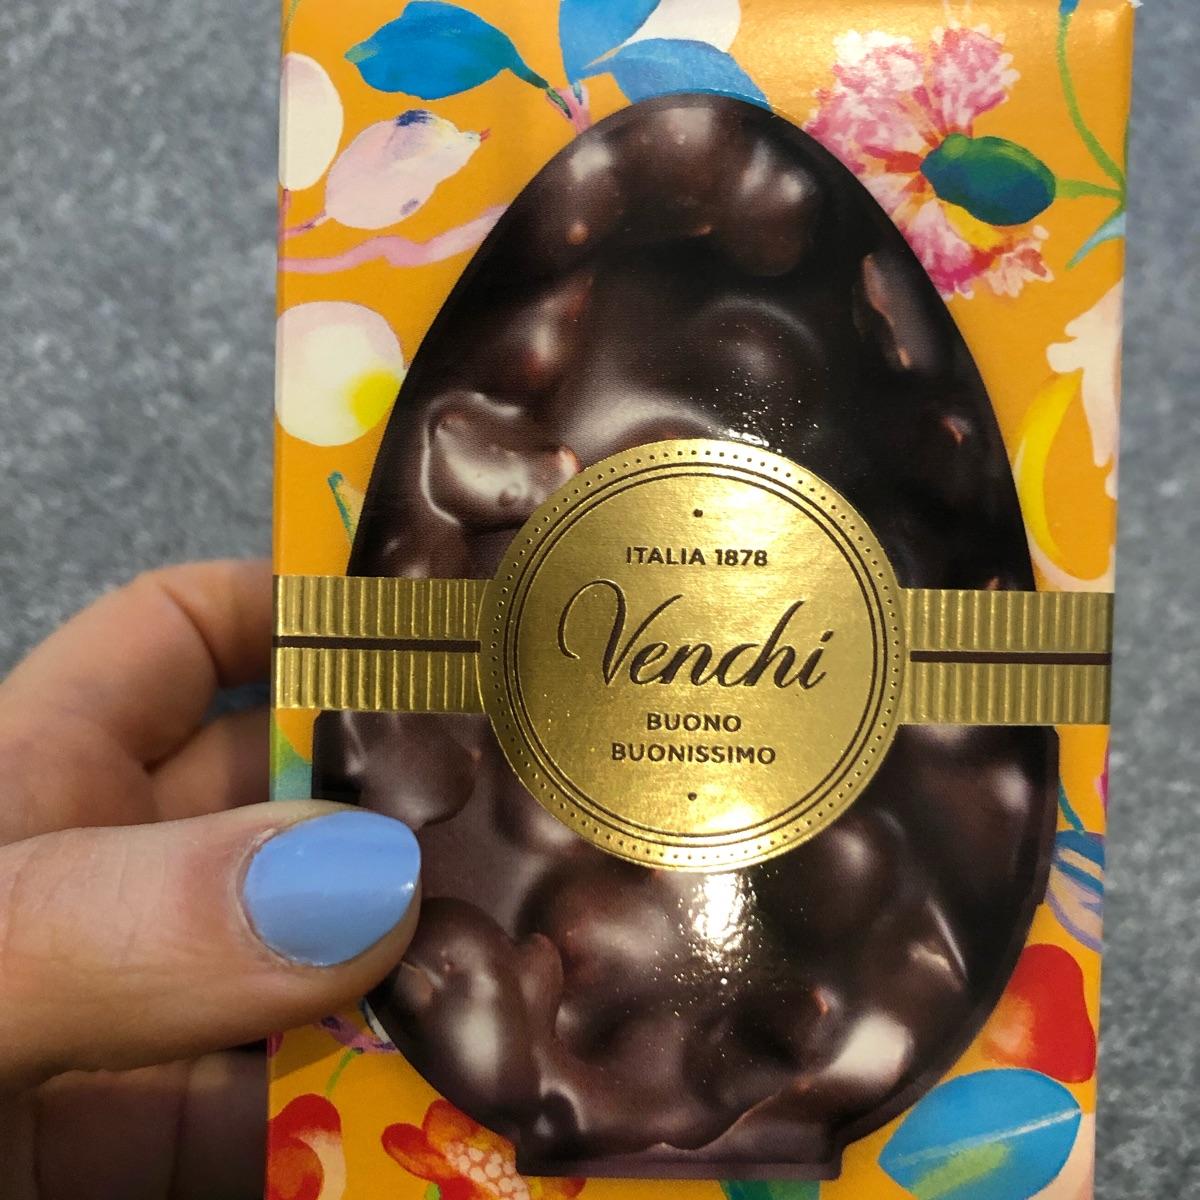 ITALIA 1878
Venchi
BUONO
BUONISSIMO